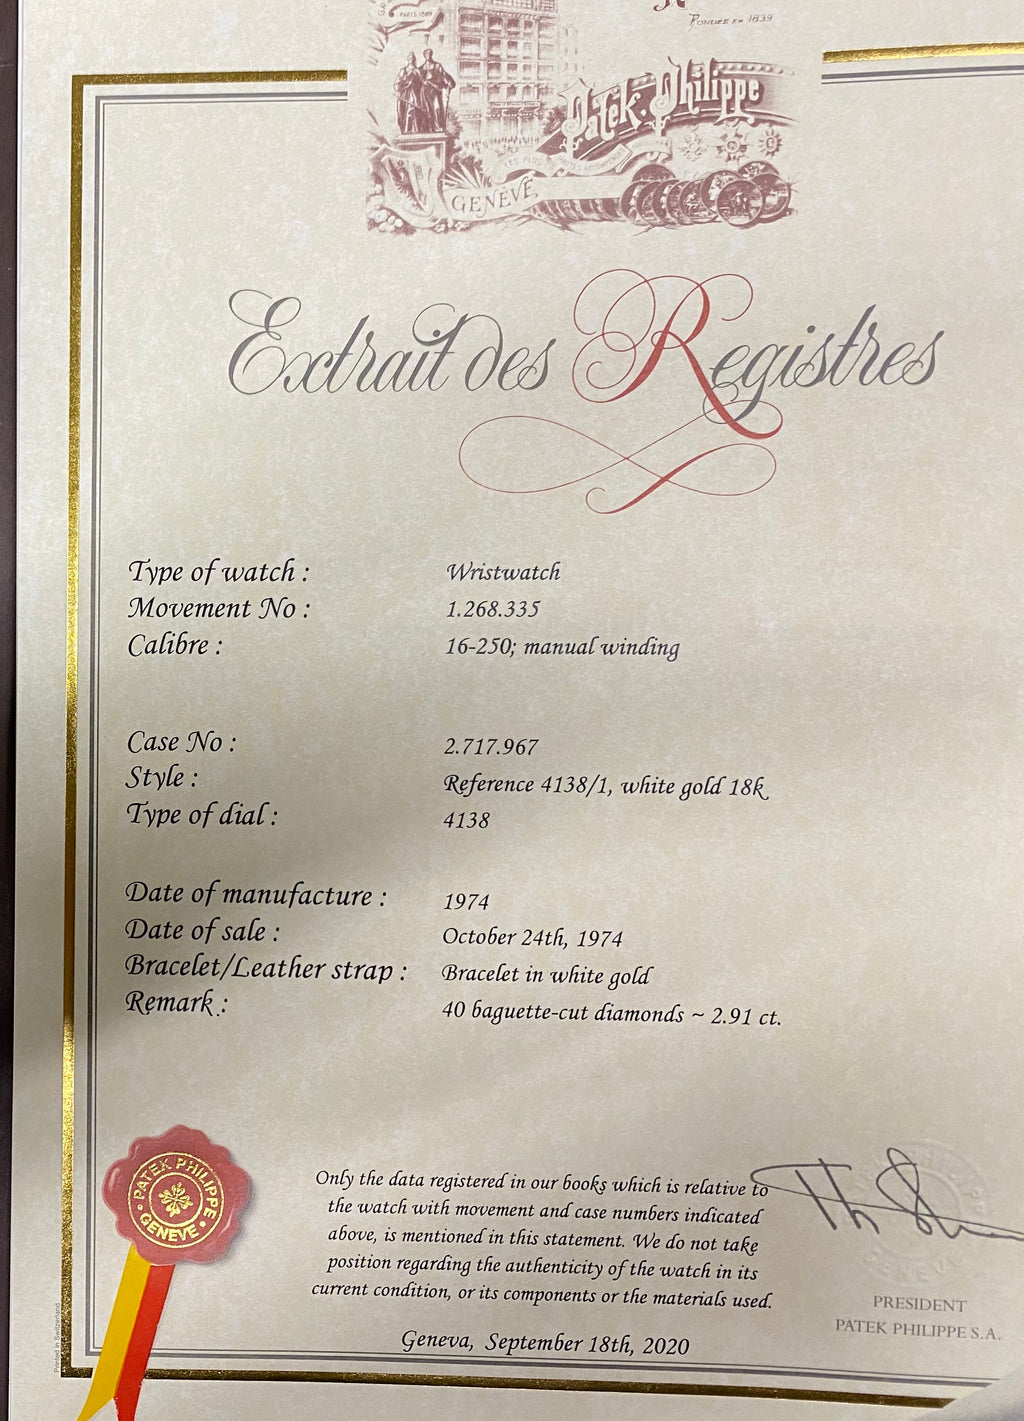 PARIS 1889
FONDÉE EN 1839
Patek. Philippe
GENÈVE
Extrait des Registres
Type of watch : Wristwatch
Movement No : 1.268.335
Calibre : 16-250; manual winding
Case No : 2.717.967
Style : Reference 4138/1, white gold 18k
Type of dial : 4138
Date of manufacture : 1974
Date of sale : October 24th, 1974
Bracelet/Leather strap : Bracelet in white gold
Remark : 40 baguette-cut diamonds ~ 2.91 ct.
PATEK PHILIPPE
GENEVE
Only the data registered in our books which is relative to
the watch with movement and case numbers indicated
above, is mentioned in this statement. We do not take
position regarding the authenticity of the watch in its
current condition, or its components or the materials used.
Geneva, September 18th, 2020
PRESIDENT
PATEK PHILIPPE S.A.
Printed in Switzerland